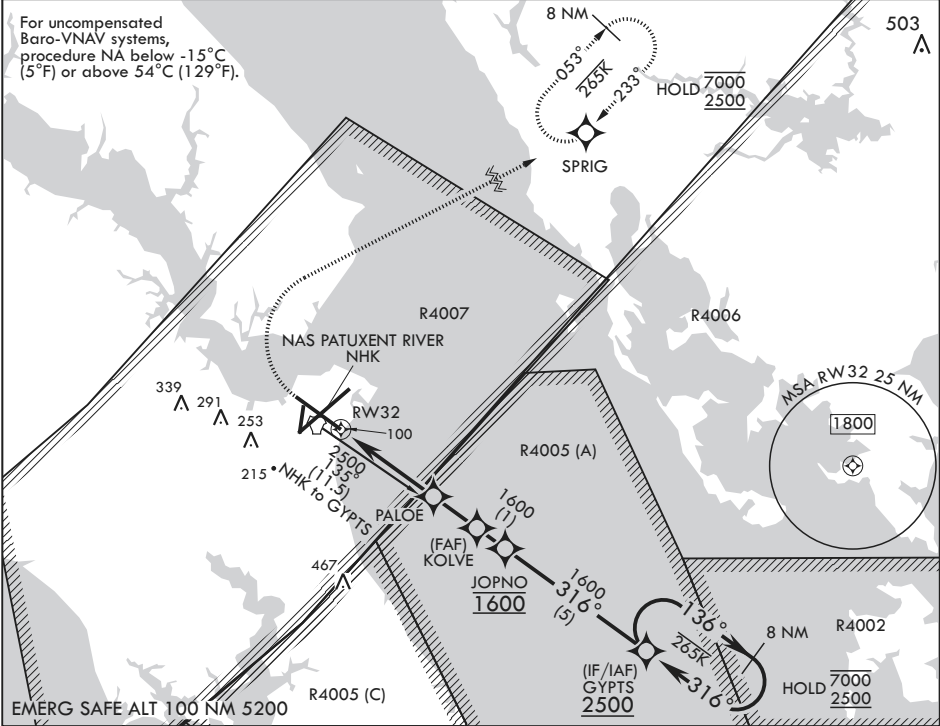 For uncompensated
Baro-VNAV systems,
procedure NA below -15°C
(5°F) or above 54°C (129°F).
8 NM
053°
265K
233°
HOLD 7000
2500
SPRIG
503
R4007
R4006
NAS PATUXENT RIVER
NHK
339
291
253
215
RW32
100
2500
135°
(11.5)
NHK to GYPTS
PALOE
(FAF)
KOLVE
1600
(1)
JOPNO
1600
R4005 (A)
MSA RW32 25 NM
1800
467
1600
316°
(5)
136°
265K
316°
8 NM
(IF/IAF)
GYPTS
2500
R4002
HOLD 7000
2500
R4005 (C)
EMERG SAFE ALT 100 NM 5200